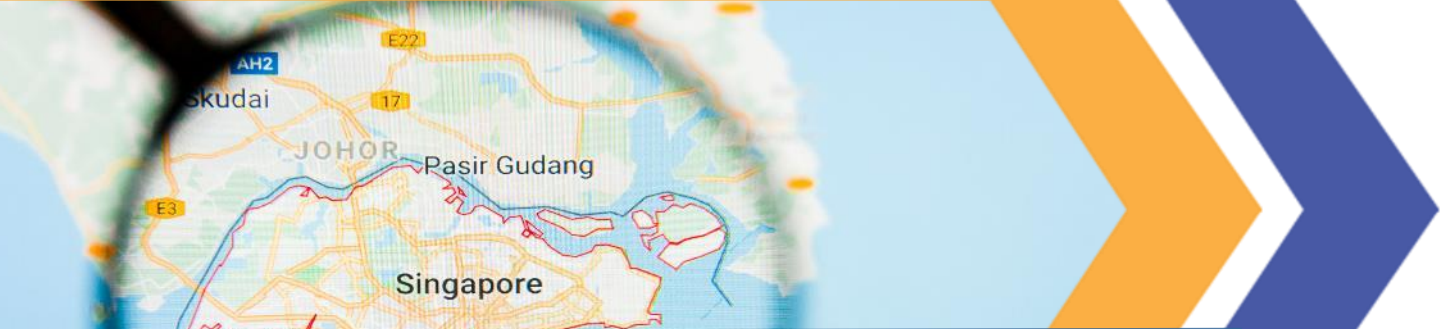 E22
AH2
Skudai
17
JOHOR
Pasir Gudang
E3
Singapore